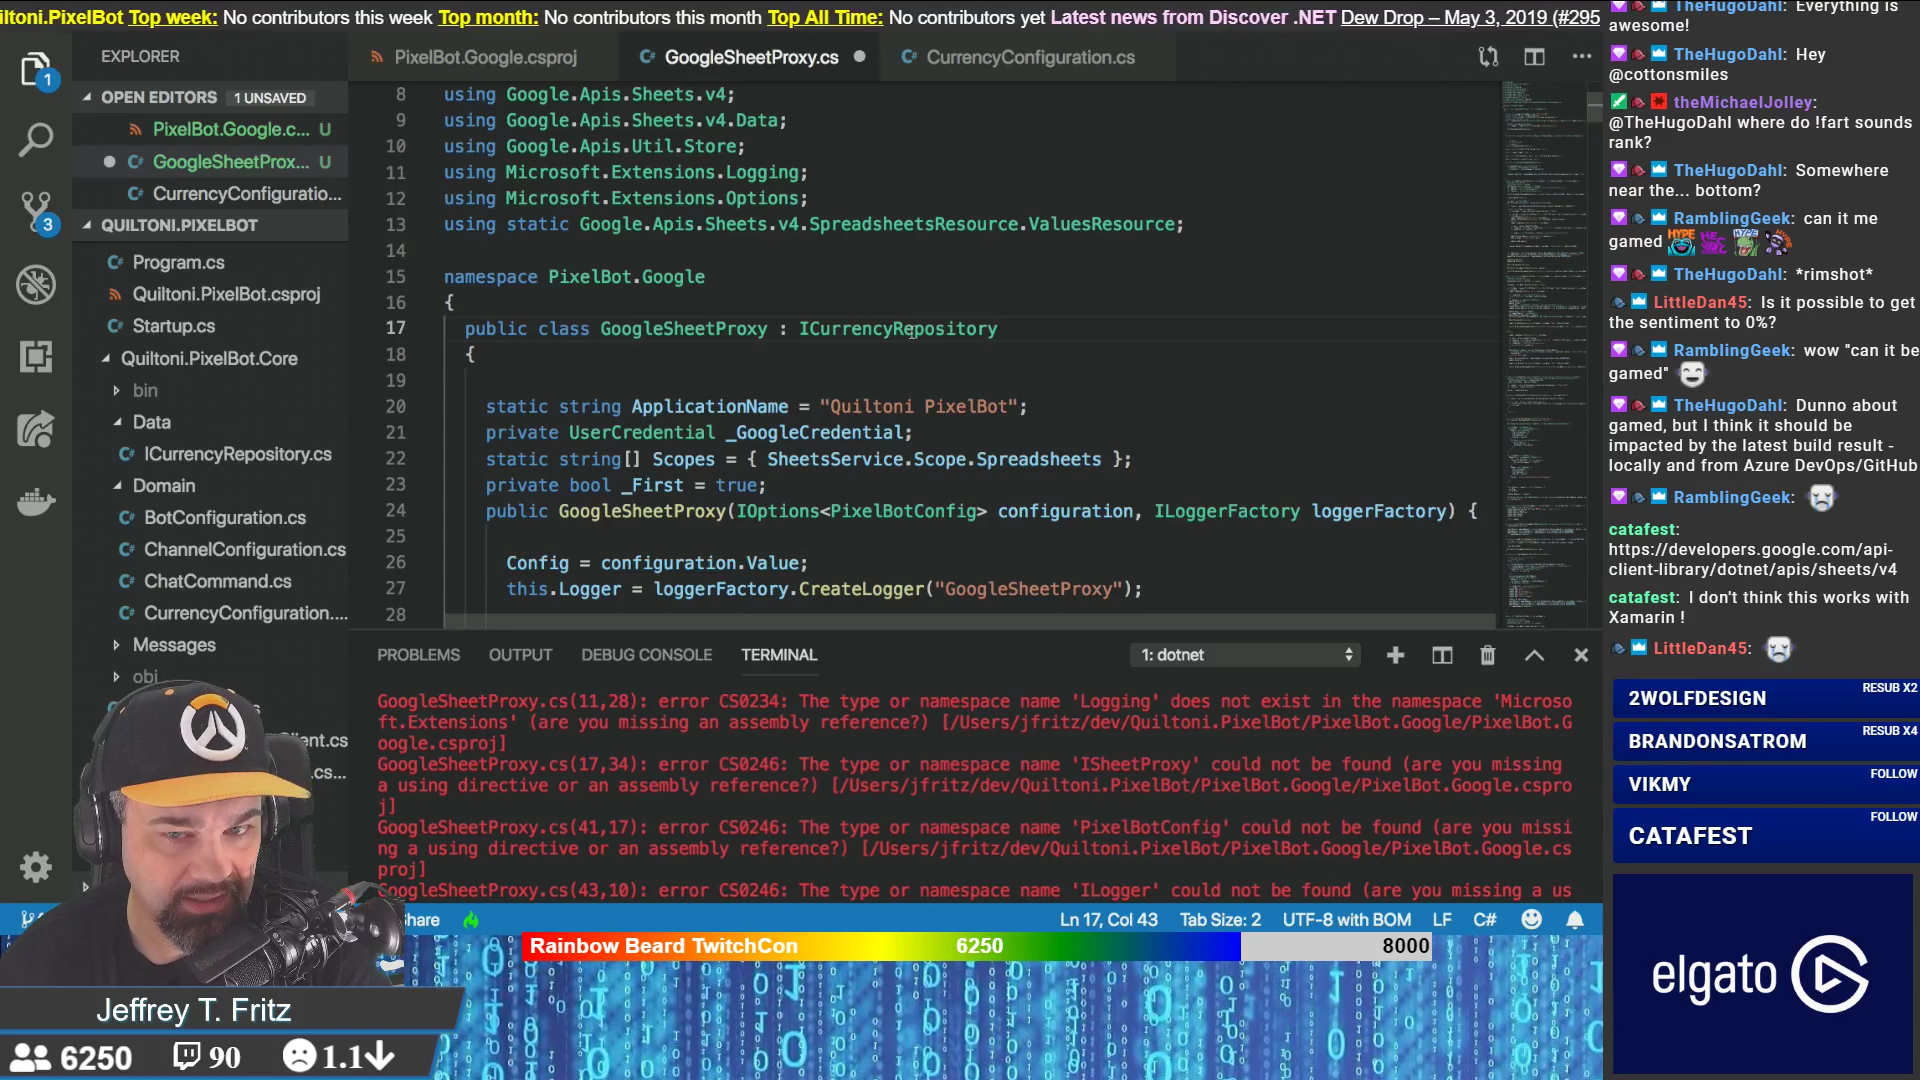 iltoni.PixelBot Top week: No contributors this week Top month: No contributors this month Top All Time: No contributors yet Latest news from Discover .NET Dew Drop – May 3, 2019 (#295
EXPLORER
OPEN EDITORS 1 UNSAVED
PixelBot.Google.c... U
GoogleSheetProx... U
CurrencyConfiguratio...
QUILTONI.PIXELBOT
Program.cs
Quiltoni.PixelBot.csproj
Startup.cs
Quiltoni.PixelBot.Core
bin
Data
ICurrencyRepository.cs
Domain
BotConfiguration.cs
ChannelConfiguration.cs
ChatCommand.cs
CurrencyConfiguration....
Messages
obj
1
3
PixelBot.Google.csproj
GoogleSheetProxy.cs
CurrencyConfiguration.cs
8 using Google.Apis.Sheets.v4;
9 using Google.Apis.Sheets.v4.Data;
10 using Google.Apis.Util.Store;
11 using Microsoft.Extensions.Logging;
12 using Microsoft.Extensions.Options;
13 using static Google.Apis.Sheets.v4.SpreadsheetsResource.ValuesResource;
14
15 namespace PixelBot.Google
16 {
17 public class GoogleSheetProxy : ICurrencyRepository
18 {
19
20 static string ApplicationName = "Quiltoni PixelBot";
21 private UserCredential _GoogleCredential;
22 static string[] Scopes = { SheetsService.Scope.Spreadsheets };
23 private bool _First = true;
24 public GoogleSheetProxy(IOptions<PixelBotConfig> configuration, ILoggerFactory loggerFactory) {
25
26 Config = configuration.Value;
27 this.Logger = loggerFactory.CreateLogger("GoogleSheetProxy");
28
PROBLEMS OUTPUT DEBUG CONSOLE TERMINAL 1: dotnet
GoogleSheetProxy.cs(11,28): error CS0234: The type or namespace name 'Logging' does not exist in the namespace 'Microso
ft.Extensions' (are you missing an assembly reference?) [/Users/jfritz/dev/Quiltoni.PixelBot/PixelBot.Google/PixelBot.G
oogle.csproj]
GoogleSheetProxy.cs(17,34): error CS0246: The type or namespace name 'ISheetProxy' could not be found (are you missing
a using directive or an assembly reference?) [/Users/jfritz/dev/Quiltoni.PixelBot/PixelBot.Google/PixelBot.Google.cspro
j]
GoogleSheetProxy.cs(41,17): error CS0246: The type or namespace name 'PixelBotConfig' could not be found (are you missi
ng a using directive or an assembly reference?) [/Users/jfritz/dev/Quiltoni.PixelBot/PixelBot.Google/PixelBot.Google.cs
proj]
GoogleSheetProxy.cs(43,10): error CS0246: The type or namespace name 'ILogger' could not be found (are you missing a us
lient.cs
.cs...
hare
Ln 17, Col 43 Tab Size: 2 UTF-8 with BOM LF C#
Rainbow Beard TwitchCon 6250 8000
Jeffrey T. Fritz
6250 90 1.1
TheHugoDahl: Everything is
awesome!
TheHugoDahl: Hey
@cottonsmiles
theMichaelJolley:
@TheHugoDahl where do !fart sounds
rank?
TheHugoDahl: Somewhere
near the... bottom?
RamblingGeek: can it me
gamed
TheHugoDahl: *rimshot*
LittleDan45: Is it possible to get
the sentiment to 0%?
RamblingGeek: wow "can it be
gamed"
TheHugoDahl: Dunno about
gamed, but I think it should be
impacted by the latest build result -
locally and from Azure DevOps/GitHub
RamblingGeek:
catafest:
https://developers.google.com/api-
client-library/dotnet/apis/sheets/v4
catafest: I don't think this works with
Xamarin !
LittleDan45:
2WOLFDESIGN RESUB X2
BRANDONSATROM RESUB X4
VIKMY FOLLOW
CATAFEST FOLLOW
elgato